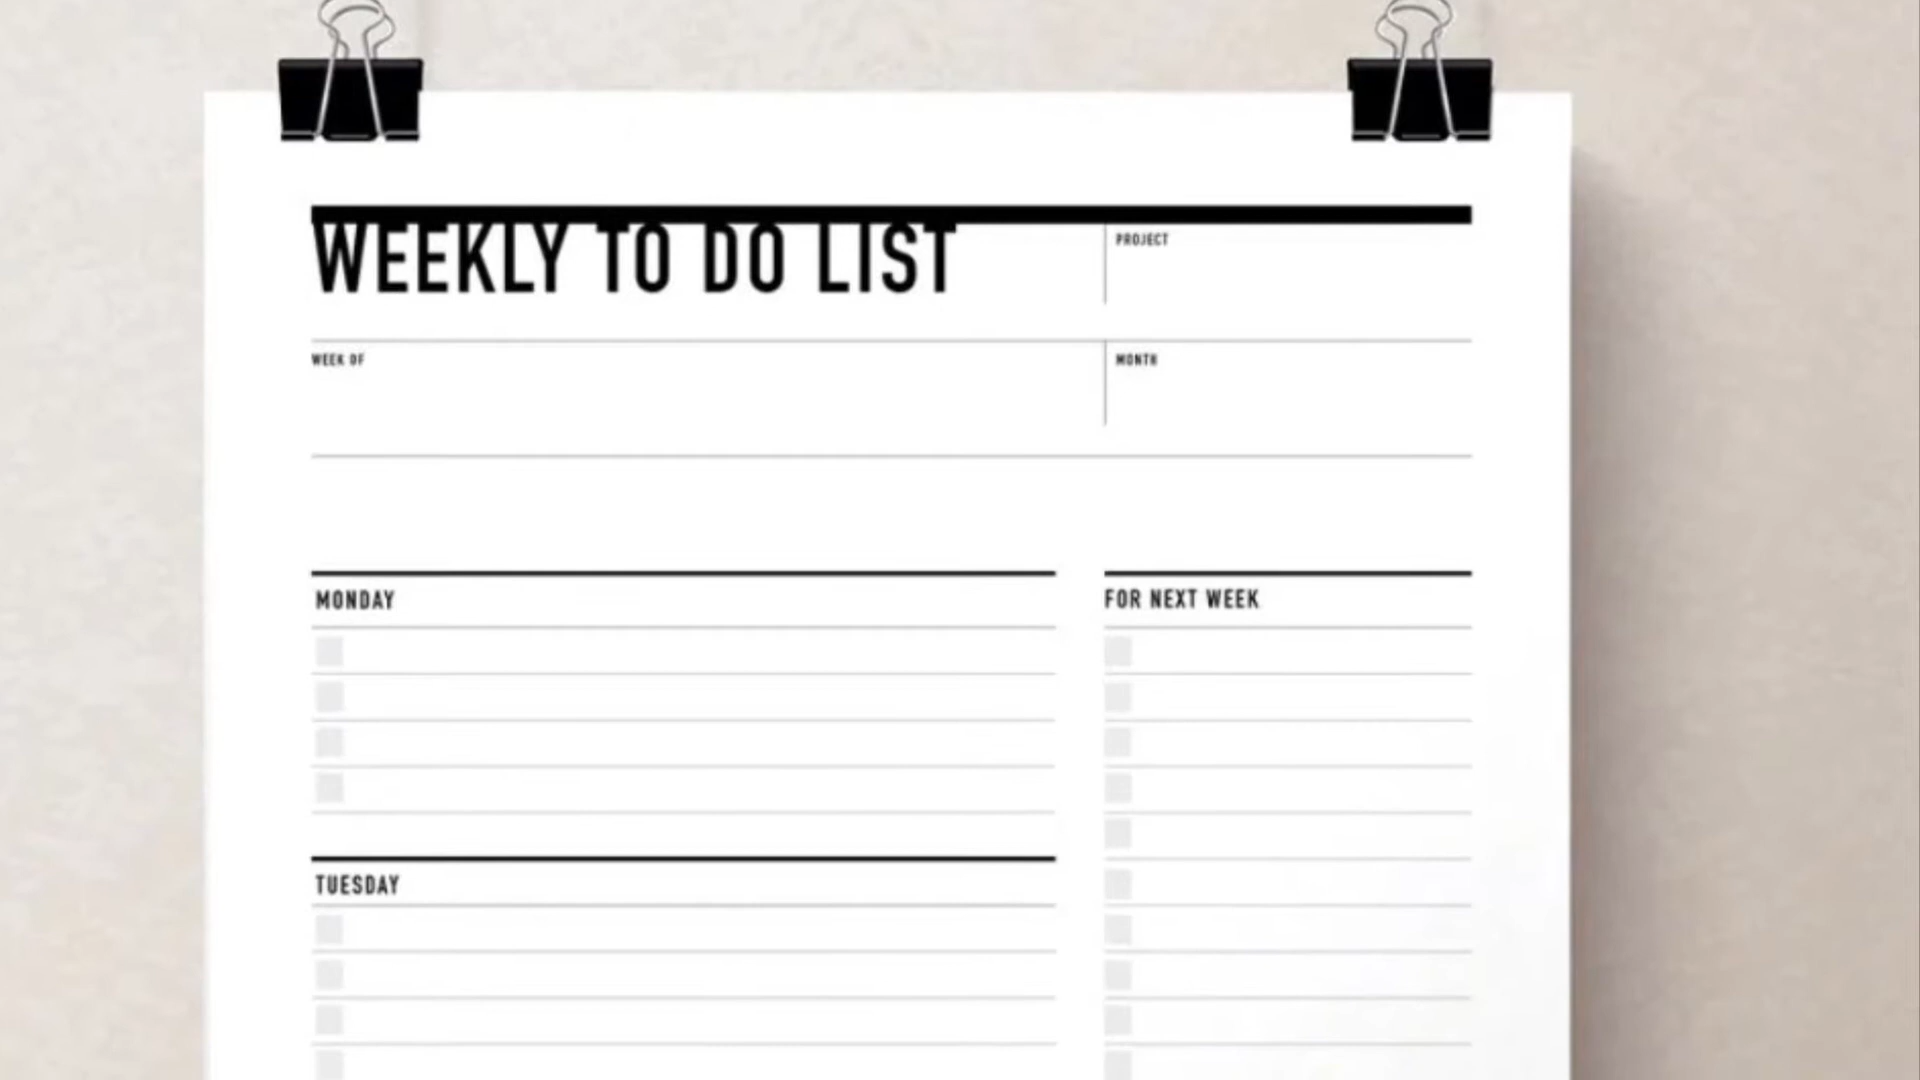 WEEKLY TO DO LIST
PROJECT
WEEK OF
MONTH
MONDAY
FOR NEXT WEEK
TUESDAY